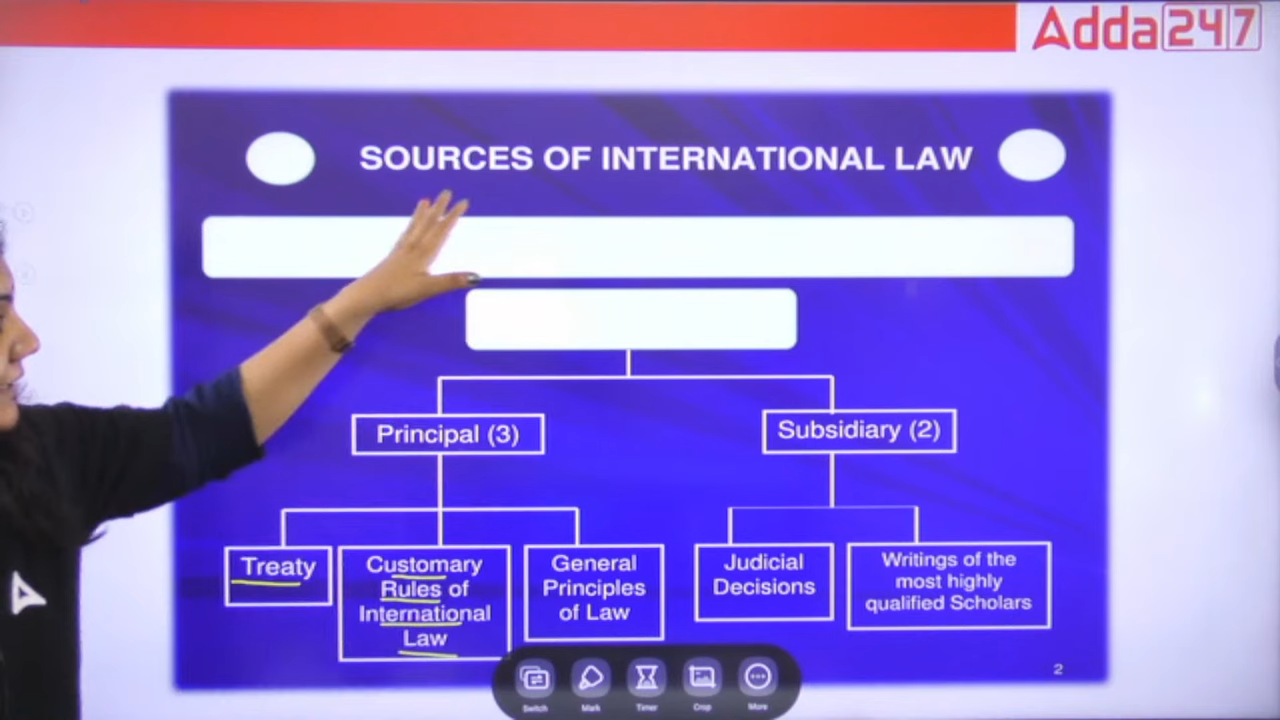 Adda247
SOURCES OF INTERNATIONAL LAW
Principal (3)
Subsidiary (2)
Treaty
Customary
Rules of
International
Law
General
Principles
of Law
Judicial
Decisions
Writings of the
most highly
qualified Scholars
2
Switch
Mark
Timer
Crop
More